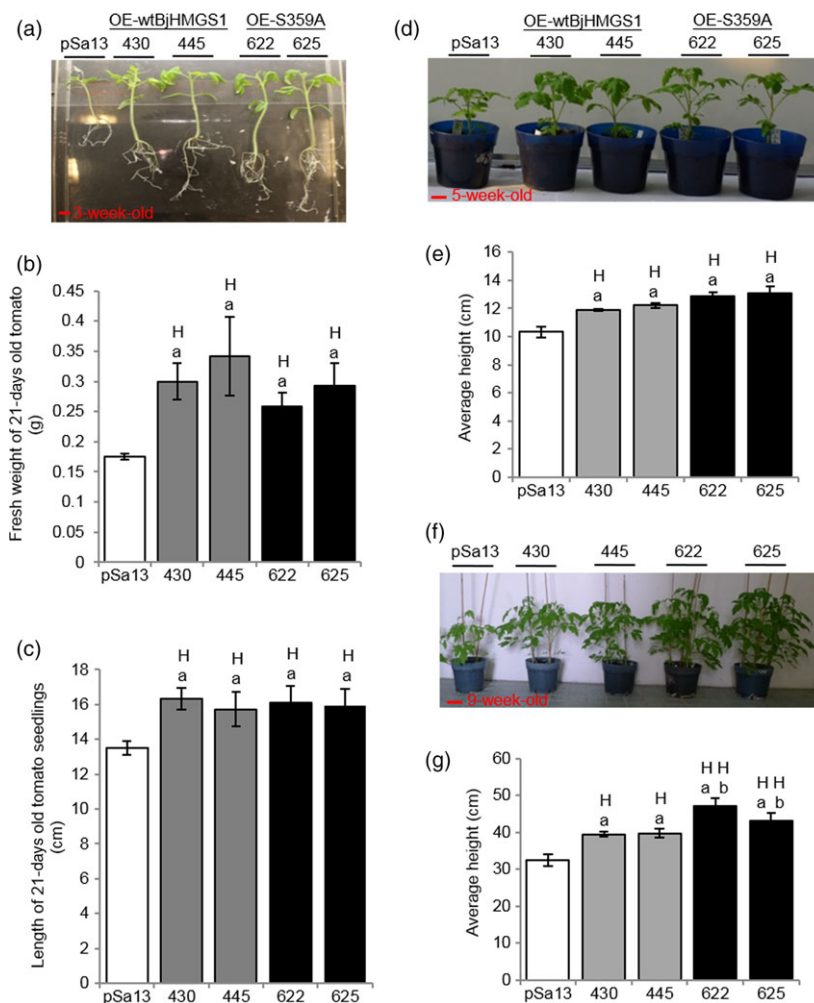 (a)
OE-wtBjHMGS1 OE-S359A
pSa13 430 445 622 625
3-week-old
(b)
Fresh weight of 21-days old tomato
(g)
0.45
0.4
0.35
0.3
0.25
0.2
0.15
0.1
0.05
0
H H H H
a a a a
pSa13 430 445 622 625
(c)
Length of 21-days old tomato seedlings
(cm)
18
16
14
12
10
8
6
4
2
0
H H H H
a a a a
pSa13 430 445 622 625
(d)
OE-wtBjHMGS1 OE-S359A
pSa13 430 445 622 625
5-week-old
(e)
Average height (cm)
16
14
12
10
8
6
4
2
0
H H H H
a a a a
pSa13 430 445 622 625
(f)
pSa13 430 445 622 625
9-week-old
(g)
Average height (cm)
60
50
40
30
20
10
0
H H H H H H
a a a b a b
pSa13 430 445 622 625